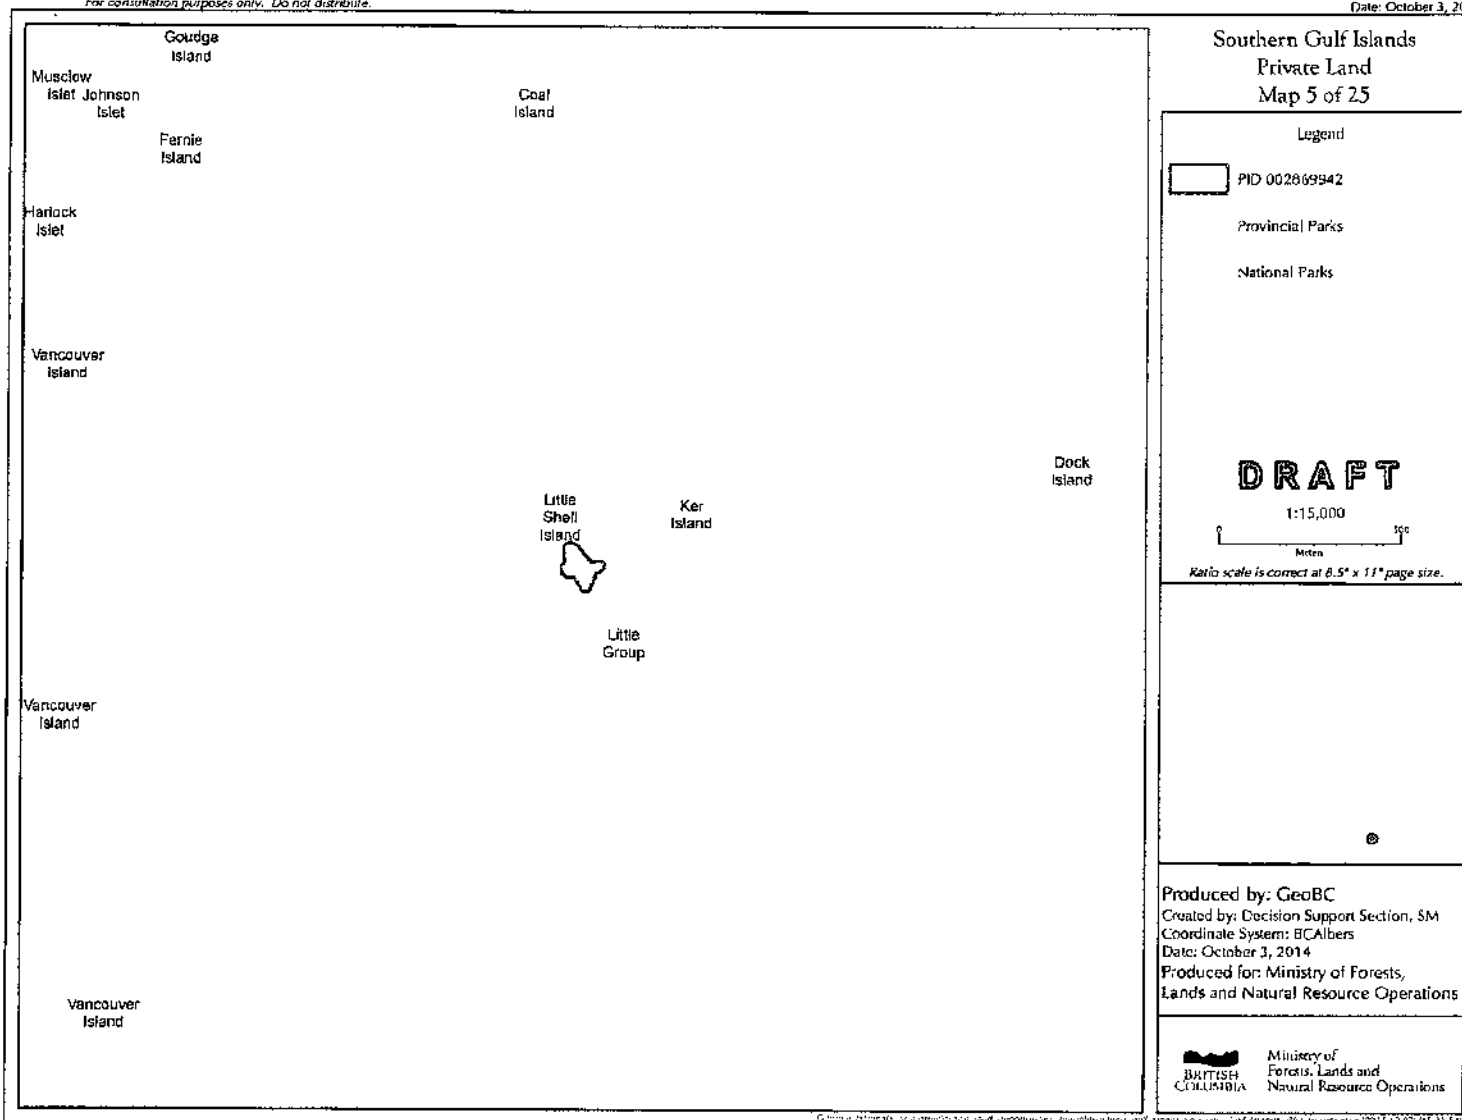 For consultation purposes only. Do not distribute.
Date: October 3, 20
Goudge
Island
Musclow
Islet
Johnson
Islet
Coal
Island
Fernie
Island
Harlock
Islet
Vancouver
Island
Dock
Island
Little
Shell
Island
Ker
Island
Little
Group
Vancouver
Island
Vancouver
Island
Southern Gulf Islands
Private Land
Map 5 of 25
Legend
PID 002869942
Provincial Parks
National Parks
DRAFT
1:15,000
0 500
Meters
Ratio scale is correct at 8.5" x 11" page size.
Produced by: GeoBC
Created by: Decision Support Section, SM
Coordinate System: BCAlbers
Date: October 3, 2014
Produced for: Ministry of Forests,
Lands and Natural Resource Operations
BRITISH
COLUMBIA
Ministry of
Forests, Lands and
Natural Resource Operations